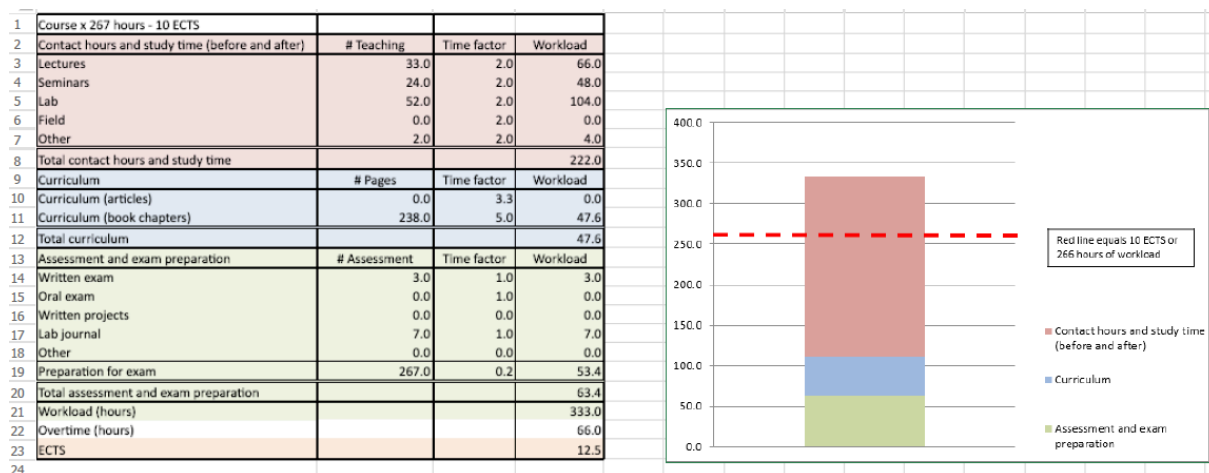 1 Course x 267 hours - 10 ECTS
2 Contact hours and study time (before and after) # Teaching Time factor Workload
3 Lectures 33.0 2.0 66.0
4 Seminars 24.0 2.0 48.0
5 Lab 52.0 2.0 104.0
6 Field 0.0 2.0 0.0
7 Other 2.0 2.0 4.0
8 Total contact hours and study time 222.0
9 Curriculum # Pages Time factor Workload
10 Curriculum (articles) 0.0 3.3 0.0
11 Curriculum (book chapters) 238.0 5.0 47.6
12 Total curriculum 47.6
13 Assessment and exam preparation # Assessment Time factor Workload
14 Written exam 3.0 1.0 3.0
15 Oral exam 0.0 1.0 0.0
16 Written projects 0.0 0.0 0.0
17 Lab journal 7.0 1.0 7.0
18 Other 0.0 0.0 0.0
19 Preparation for exam 267.0 0.2 53.4
20 Total assessment and exam preparation 63.4
21 Workload (hours) 333.0
22 Overtime (hours) 66.0
23 ECTS 12.5
24
400.0
350.0
300.0
250.0
200.0
150.0
100.0
50.0
0.0
Red line equals 10 ECTS or
266 hours of workload
Contact hours and study time
(before and after)
Curriculum
Assessment and exam
preparation